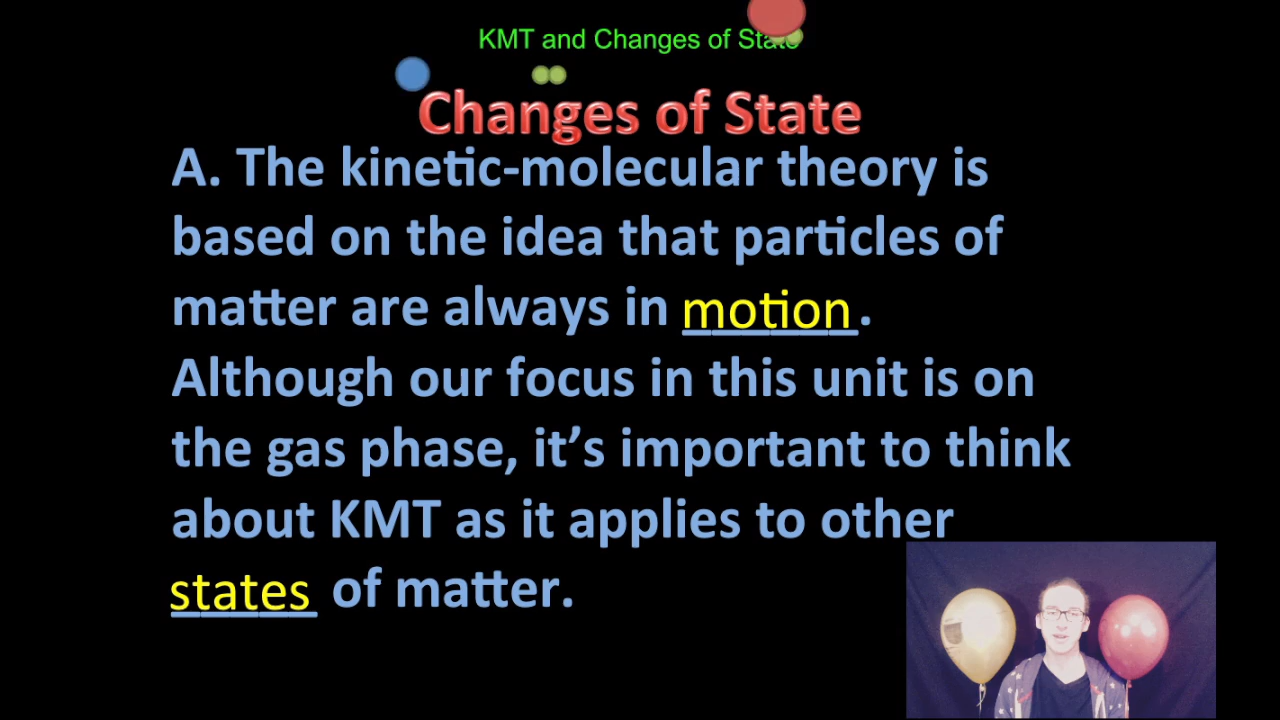 KMT and Changes of State
Changes of State
A. The kinetic-molecular theory is
based on the idea that particles of
matter are always in motion.
Although our focus in this unit is on
the gas phase, it’s important to think
about KMT as it applies to other
states of matter.